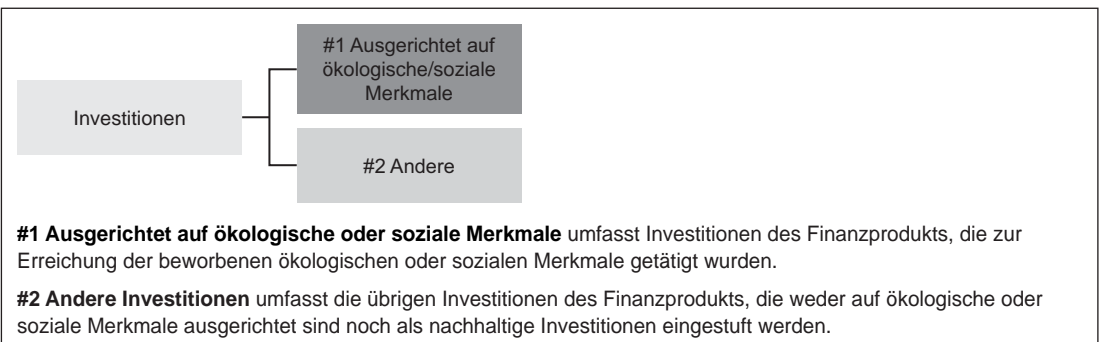 #1 Ausgerichtet auf
ökologische/soziale
Merkmale
Investitionen
#2 Andere
#1 Ausgerichtet auf ökologische oder soziale Merkmale umfasst Investitionen des Finanzprodukts, die zur
Erreichung der beworbenen ökologischen oder sozialen Merkmale getätigt wurden.
#2 Andere Investitionen umfasst die übrigen Investitionen des Finanzprodukts, die weder auf ökologische oder
soziale Merkmale ausgerichtet sind noch als nachhaltige Investitionen eingestuft werden.